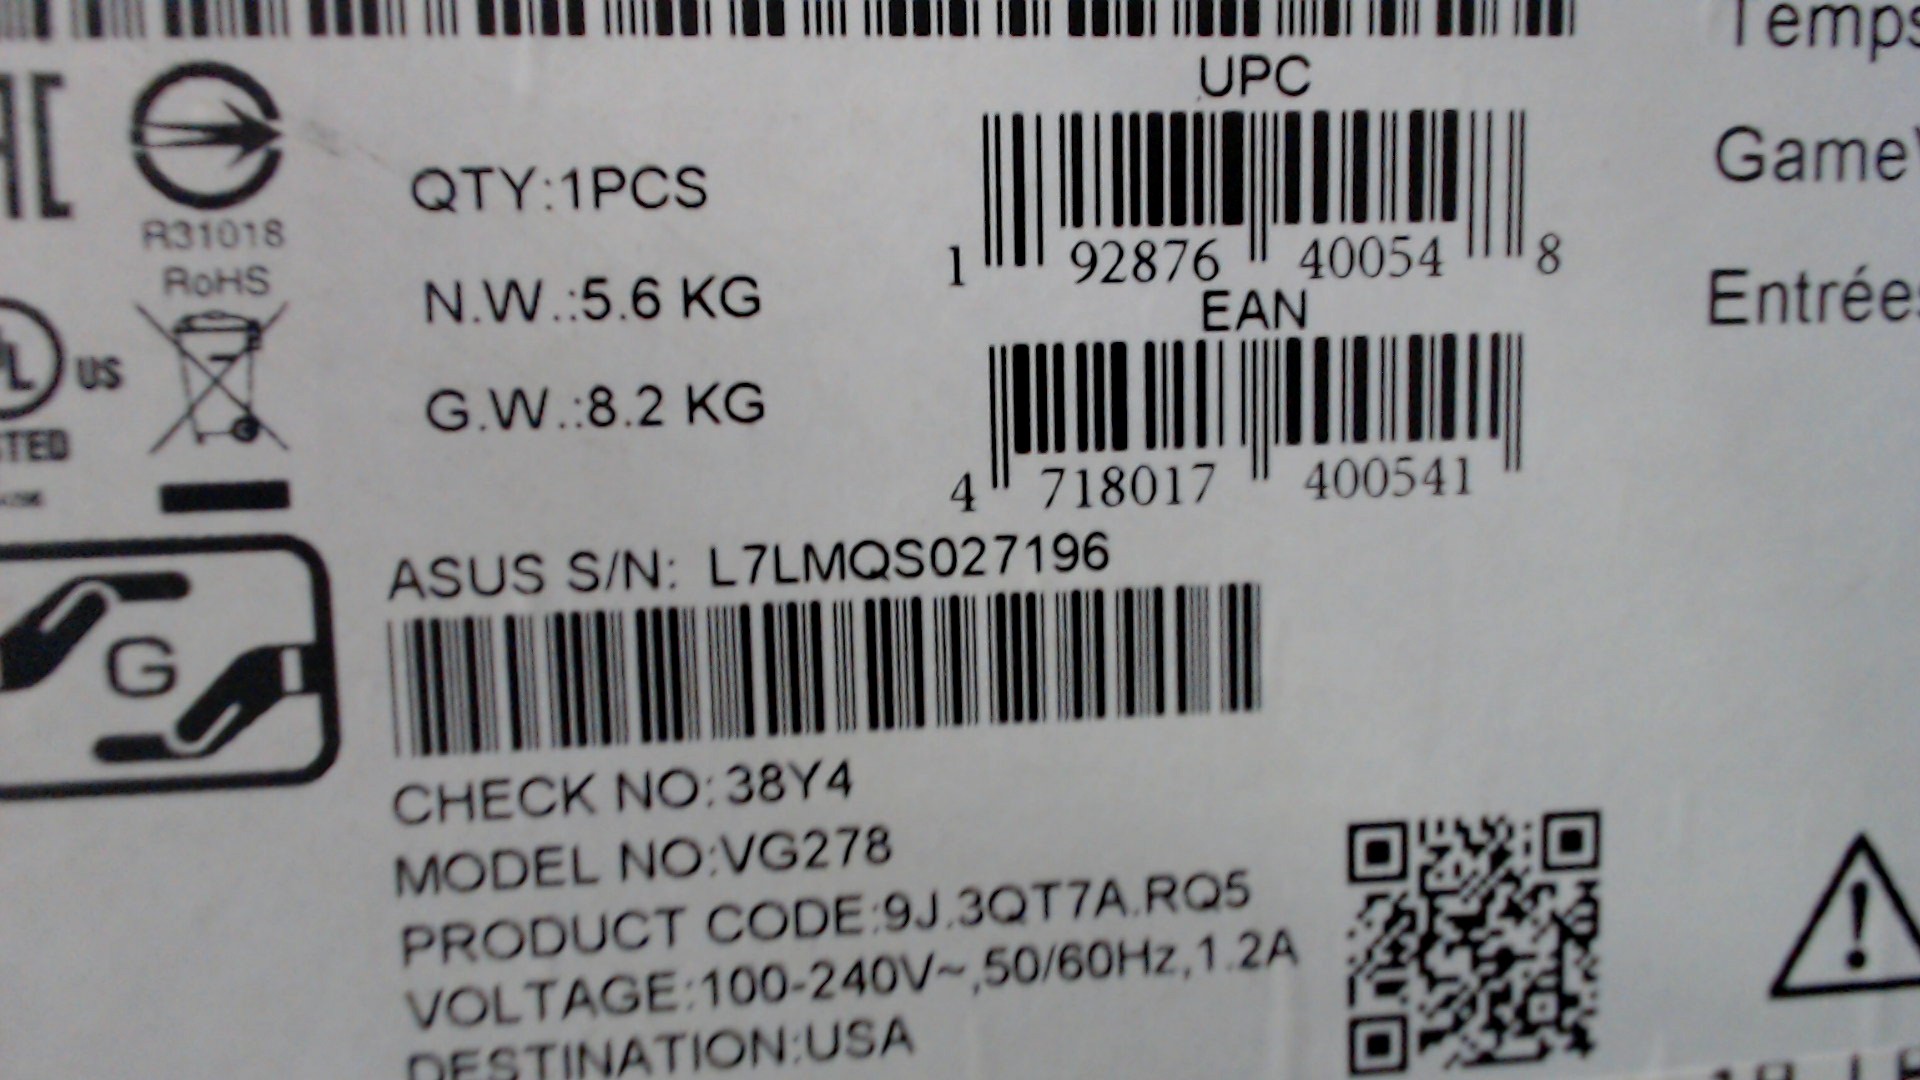 Temps
UPC
Game
R31018
RoHS
QTY:1PCS
1 92876 40054 8
Entrées
EAN
N.W.:5.6 KG
US
G.W.:8.2 KG
4 718017 400541
ASUS S/N: L7LMQS027196
G
CHECK NO:38Y4
MODEL NO:VG278
PRODUCT CODE:9J.3QT7A.RQ5
VOLTAGE:100-240V~,50/60Hz,1.2A
DESTINATION:USA